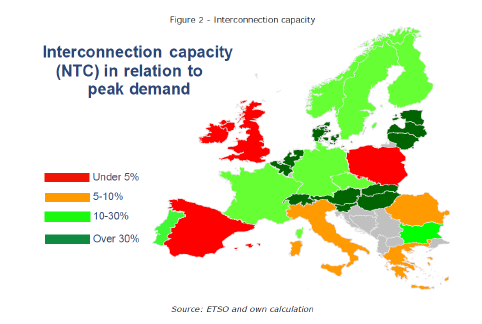 Figure 2 - Interconnection capacity
Interconnection capacity
(NTC) in relation to
peak demand
Under 5%
5-10%
10-30%
Over 30%
Source: ETSO and own calculation